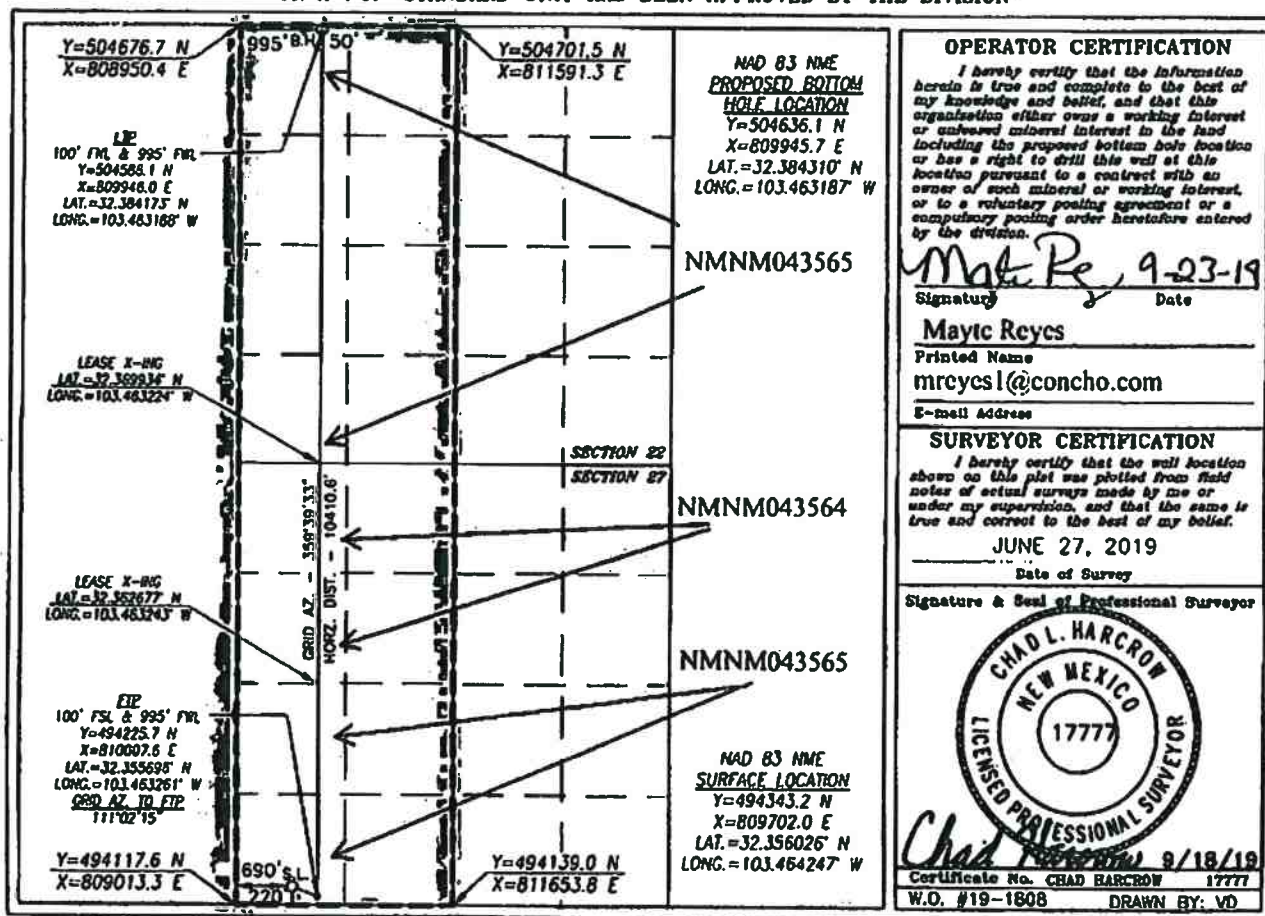 Y=504676.7 N
X=808950.4 E
995' B.H. 50'
Y=504701.5 N
X=811591.3 E
LTP
100' FNL & 995' FWL
Y=504588.1 N
X=809948.0 E
LAT.=32.384173° N
LONG.=103.463188° W
NAD 83 NME
PROPOSED BOTTOM
HOLE LOCATION
Y=504636.1 N
X=809945.7 E
LAT.=32.384310° N
LONG.=103.463187° W
NMNM043565
LEASE X-ING
LAT.=32.369934° N
LONG.=103.463224° W
SECTION 22
SECTION 27
GRID AZ. - 359°39'33"
HORZ. DIST. - 10410.6'
NMNM043564
LEASE X-ING
LAT.=32.362677° N
LONG.=103.463243° W
NMNM043565
FTP
100' FSL & 995' FWL
Y=494225.7 N
X=810007.6 E
LAT.=32.355698° N
LONG.=103.463261° W
GRID AZ. TO FTP
111°02'15"
NAD 83 NME
SURFACE LOCATION
Y=494343.2 N
X=809702.0 E
LAT.=32.356026° N
LONG.=103.464247° W
Y=494117.6 N
X=809013.3 E
690' S.L.
220'
Y=494139.0 N
X=811653.8 E
OPERATOR CERTIFICATION
I hereby certify that the information
herein is true and complete to the best of
my knowledge and belief, and that this
organization either owns a working interest
or unleased mineral interest in the land
including the proposed bottom hole location
or has a right to drill this well at this
location pursuant to a contract with an
owner of such mineral or working interest,
or to a voluntary pooling agreement or a
compulsory pooling order heretofore entered
by the division.
9-23-19
Signature Date
Mayte Reyes
Printed Name
mreyes1@concho.com
E-mail Address
SURVEYOR CERTIFICATION
I hereby certify that the well location
shown on this plat was plotted from field
notes of actual surveys made by me or
under my supervision, and that the same is
true and correct to the best of my belief.
JUNE 27, 2019
Date of Survey
Signature & Seal of Professional Surveyor
CHAD L. HARCROW
NEW MEXICO
17777
LICENSED PROFESSIONAL SURVEYOR
Chad Harcrow 9/18/19
Certificate No. CHAD HARCROW 17777
W.O. #19-1808 DRAWN BY: VD